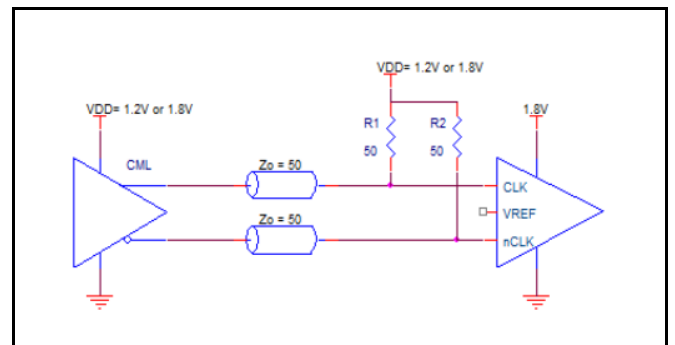 VDD= 1.2V or 1.8V
VDD= 1.2V or 1.8V
1.8V
R1
R2
50
50
CML
Zo = 50
CLK
VREF
Zo = 50
nCLK